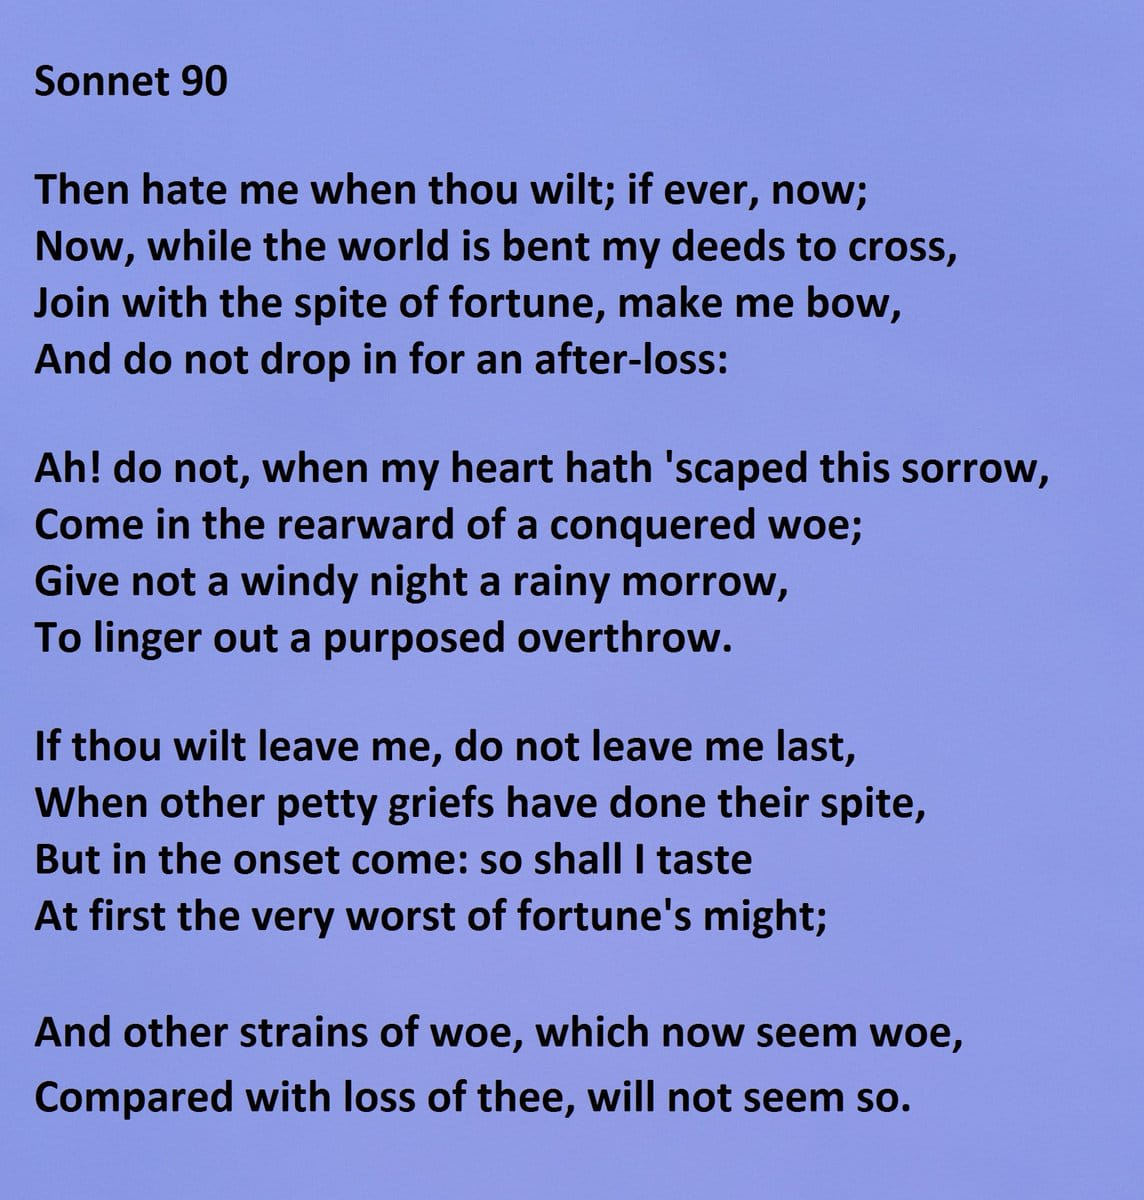 Sonnet 90
Then hate me when thou wilt; if ever, now;
Now, while the world is bent my deeds to cross,
Join with the spite of fortune, make me bow,
And do not drop in for an after-loss:
Ah! do not, when my heart hath 'scaped this sorrow,
Come in the rearward of a conquered woe;
Give not a windy night a rainy morrow,
To linger out a purposed overthrow.
If thou wilt leave me, do not leave me last,
When other petty griefs have done their spite,
But in the onset come: so shall I taste
At first the very worst of fortune's might;
And other strains of woe, which now seem woe,
Compared with loss of thee, will not seem so.